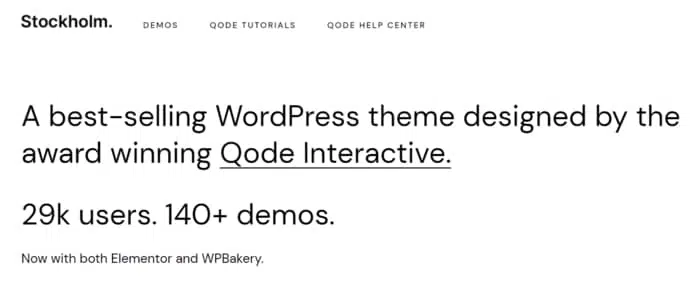 Stockholm. DEMOS QODE TUTORIALS QODE HELP CENTER
A best-selling WordPress theme designed by the
award winning Qode Interactive.
29k users. 140+ demos.
Now with both Elementor and WPBakery.